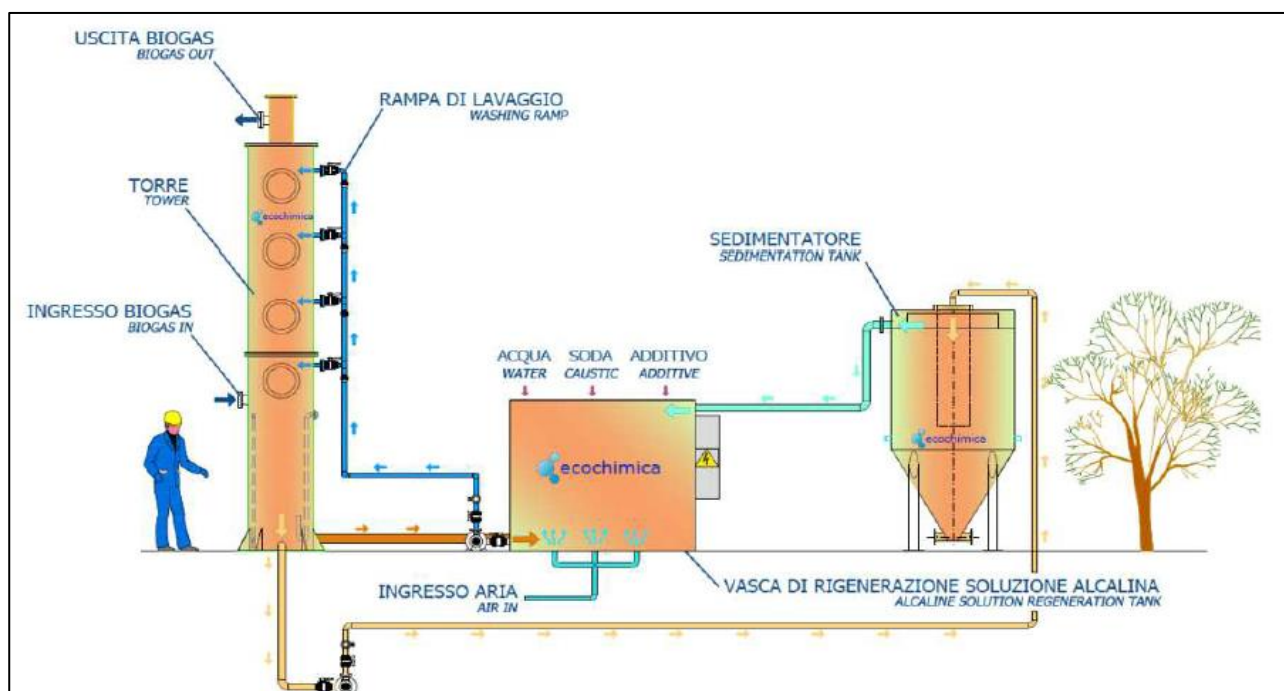 USCITA BIOGAS
BIOGAS OUT
RAMPA DI LAVAGGIO
WASHING RAMP
TORRE
TOWER
ecochimica
SEDIMENTATORE
SEDIMENTATION TANK
INGRESSO BIOGAS
BIOGAS IN
ACQUA
WATER
SODA
CAUSTIC
ADDITIVO
ADDITIVE
ecochimica
ecochimica
INGRESSO ARIA
AIR IN
VASCA DI RIGENERAZIONE SOLUZIONE ALCALINA
ALCALINE SOLUTION REGENERATION TANK